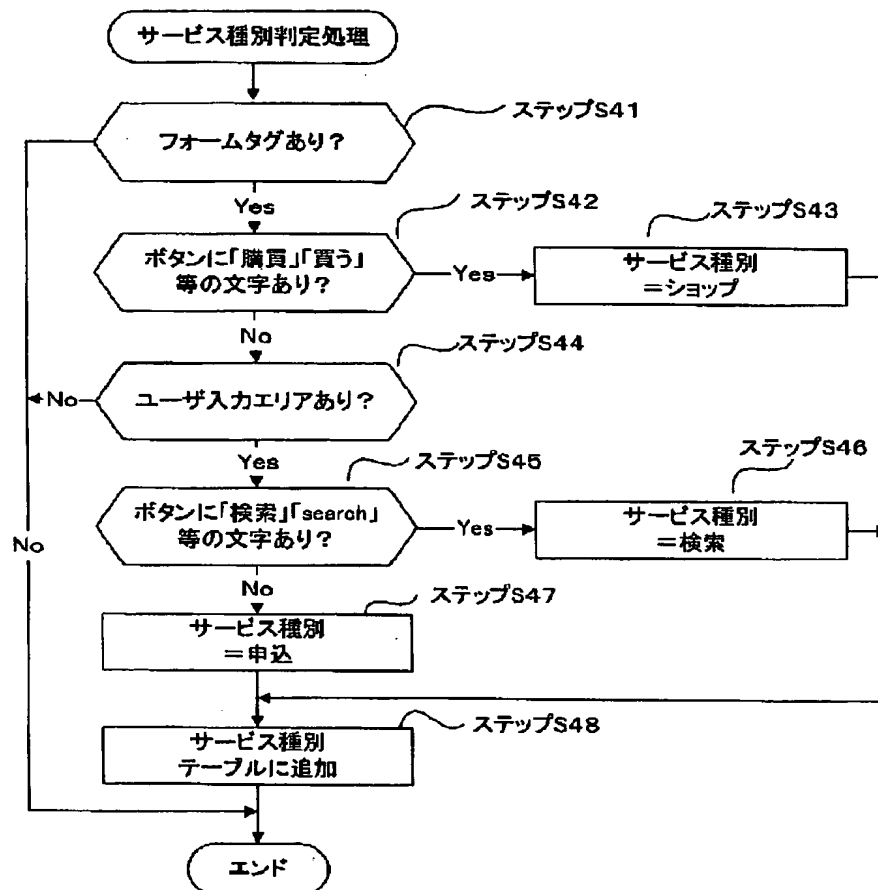 サービス種別判定処理
ステップS41
フォームタグあり?
Yes
ステップS42
ステップS43
ボタンに「購買」「買う」
等の文字あり?
Yes
サービス種別
=ショップ
No
ステップS44
ユーザ入力エリアあり?
No
Yes
ステップS45
ステップS46
ボタンに「検索」「search」
等の文字あり?
Yes
サービス種別
=検索
No
No
ステップS47
サービス種別
=申込
ステップS48
サービス種別
テーブルに追加
エンド